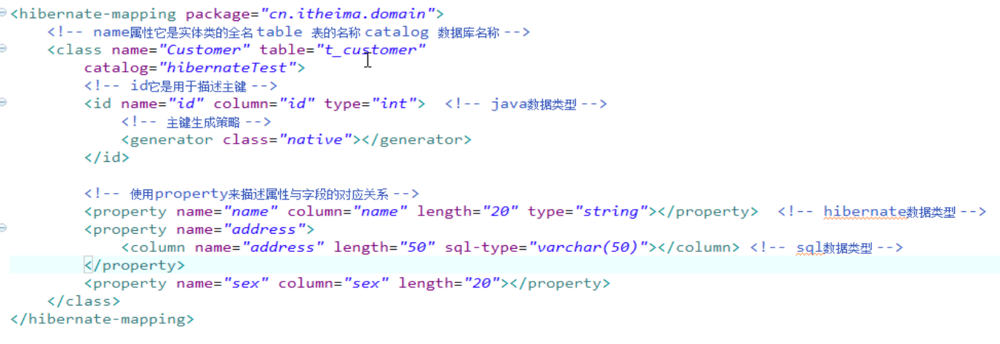 <hibernate-mapping package="cn.itheima.domain">
<!-- name属性它是实体类的全名 table 表的名称 catalog 数据库名称 -->
<class name="Customer" table="t_customer"
catalog="hibernateTest">
<!-- id它是用于描述主键 -->
<id name="id" column="id" type="int"> <!-- java数据类型 -->
<!-- 主键生成策略 -->
<generator class="native"></generator>
</id>
<!-- 使用property来描述属性与字段的对应关系 -->
<property name="name" column="name" length="20" type="string"></property> <!-- hibernate数据类型 -->
<property name="address">
<column name="address" length="50" sql-type="varchar(50)"></column> <!-- sql数据类型 -->
</property>
<property name="sex" column="sex" length="20"></property>
</class>
</hibernate-mapping>